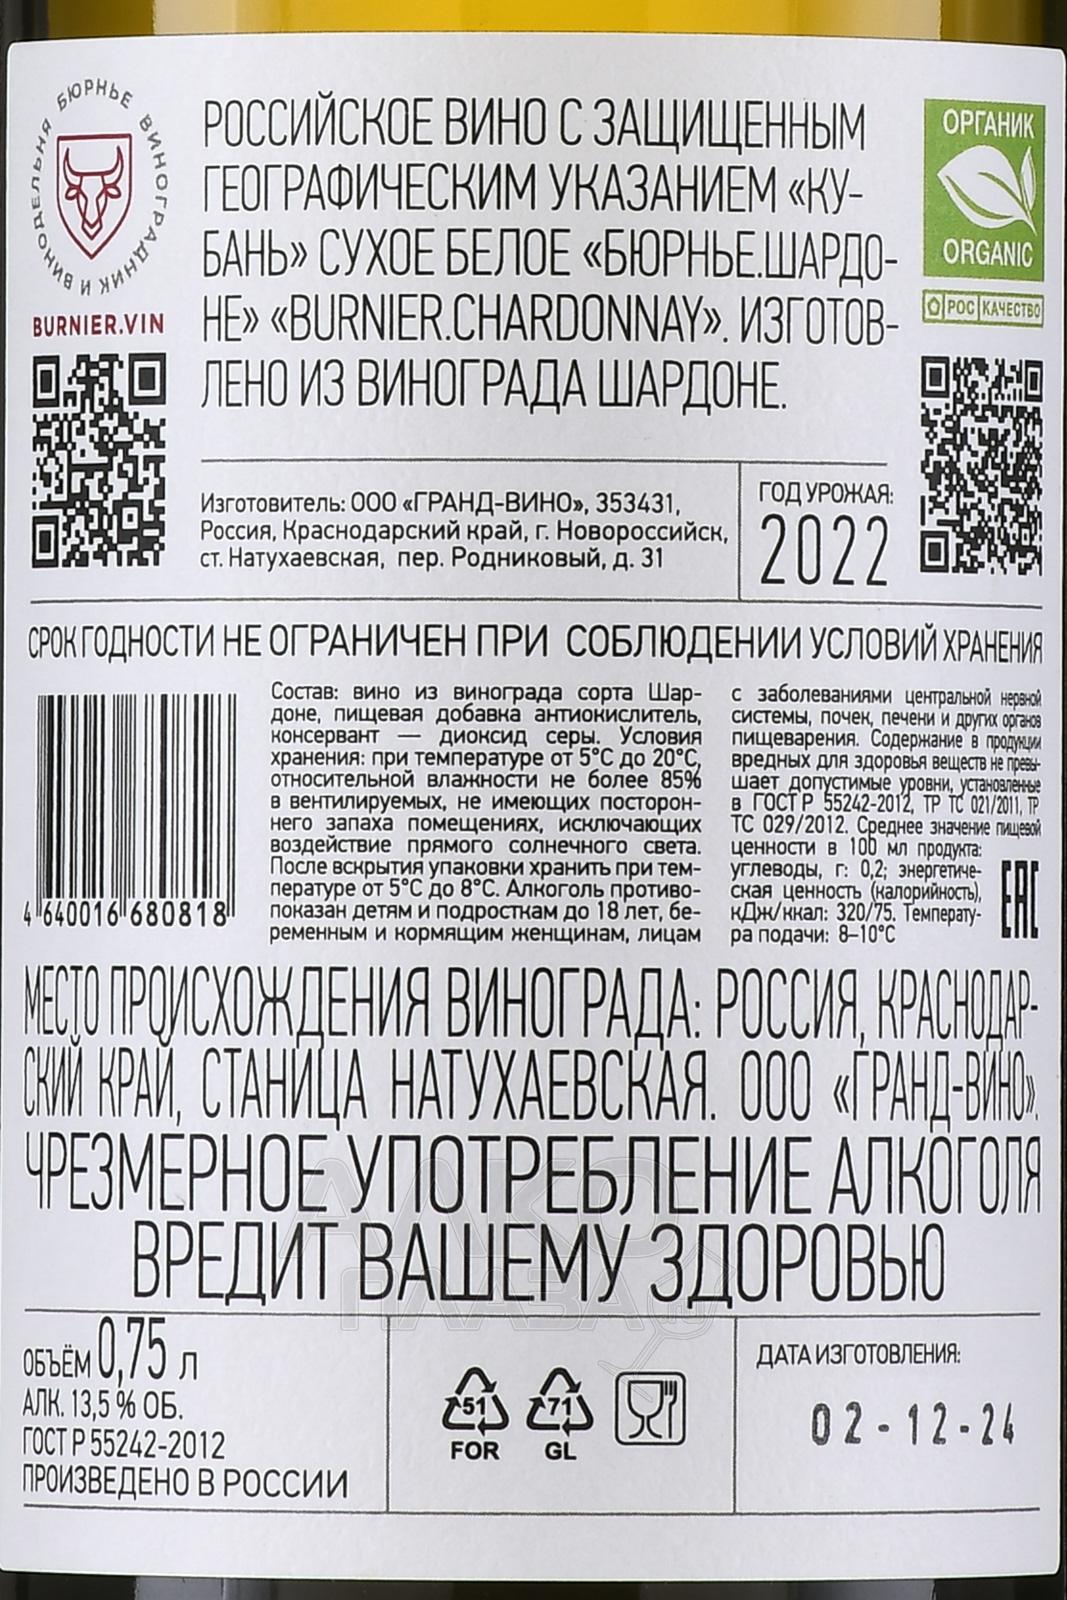 БЮРНЬЕ ВИНОГРАДНИК И ВИНОДЕЛЬНЯ
BURNIER.VIN
РОССИЙСКОЕ ВИНО С ЗАЩИЩЕННЫМ
ГЕОГРАФИЧЕСКИМ УКАЗАНИЕМ «КУ-
БАНЬ» СУХОЕ БЕЛОЕ «БЮРНЬЕ.ШАРДО-
НЕ» «BURNIER.CHARDONNAY». ИЗГОТОВ-
ЛЕНО ИЗ ВИНОГРАДА ШАРДОНЕ.
ОРГАНИК
ORGANIC
РОС КАЧЕСТВО
Изготовитель: ООО «ГРАНД-ВИНО», 353431,
Россия, Краснодарский край, г. Новороссийск,
ст. Натухаевская, пер. Родниковый, д. 31
ГОД УРОЖАЯ:
2022
СРОК ГОДНОСТИ НЕ ОГРАНИЧЕН ПРИ СОБЛЮДЕНИИ УСЛОВИЙ ХРАНЕНИЯ
4 640016 680818
Состав: вино из винограда сорта Шар-
доне, пищевая добавка антиокислитель,
консервант — диоксид серы. Условия
хранения: при температуре от 5°С до 20°С,
относительной влажности не более 85%
в вентилируемых, не имеющих посторон-
него запаха помещениях, исключающих
воздействие прямого солнечного света.
После вскрытия упаковки хранить при тем-
пературе от 5°С до 8°С. Алкоголь противо-
показан детям и подросткам до 18 лет, бе-
ременным и кормящим женщинам, лицам
с заболеваниями центральной нервной
системы, почек, печени и других органов
пищеварения. Содержание в продукции
вредных для здоровья веществ не превы-
шает допустимые уровни, установленные
в ГОСТ Р 55242-2012, ТР ТС 021/2011, ТР
ТС 029/2012. Среднее значение пищевой
ценности в 100 мл продукта:
углеводы, г: 0,2; энергетиче-
ская ценность (калорийность),
кДж/ккал: 320/75. Температу-
ра подачи: 8–10°С
EAC
МЕСТО ПРОИСХОЖДЕНИЯ ВИНОГРАДА: РОССИЯ, КРАСНОДАР-
СКИЙ КРАЙ, СТАНИЦА НАТУХАЕВСКАЯ. ООО «ГРАНД-ВИНО».
ЧРЕЗМЕРНОЕ УПОТРЕБЛЕНИЕ АЛКОГОЛЯ
ВРЕДИТ ВАШЕМУ ЗДОРОВЬЮ
АЛКО
ПЛАЗА
.ru
ОБЪЁМ 0,75 л
АЛК. 13,5 % ОБ.
ГОСТ Р 55242-2012
ПРОИЗВЕДЕНО В РОССИИ
51
FOR
71
GL
ДАТА ИЗГОТОВЛЕНИЯ:
02-12-24